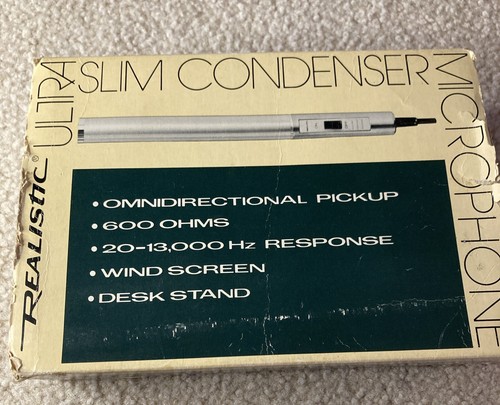 ULTRA SLIM CONDENSER MICROPHONE
REALISTIC®
• OMNIDIRECTIONAL PICKUP
• 600 OHMS
• 20-13,000 Hz RESPONSE
• WIND SCREEN
• DESK STAND